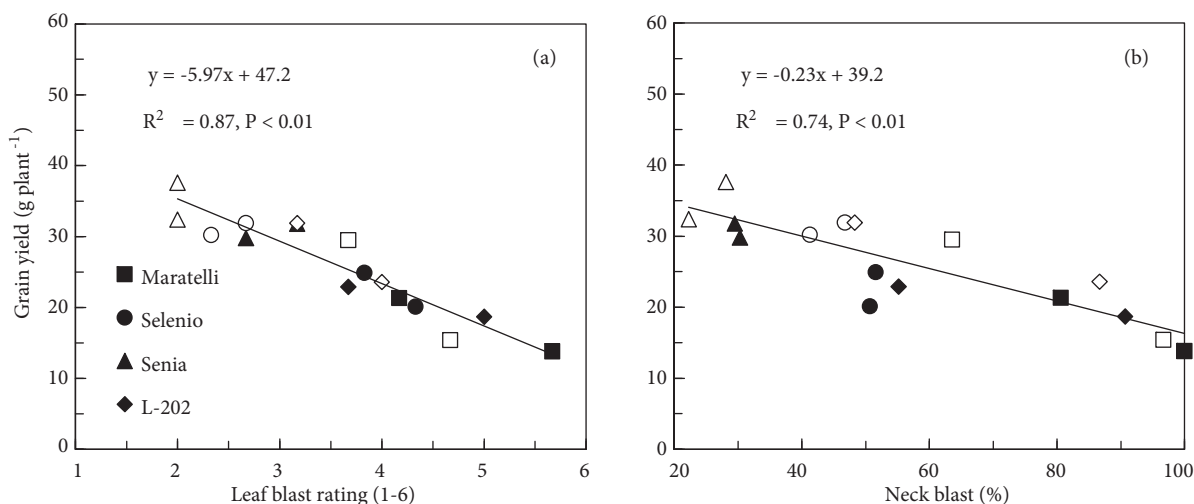 Grain yield (g plant⁻¹)
60
50
40
30
20
10
0
(a)
y = -5.97x + 47.2
R² = 0.87, P < 0.01
Maratelli
Selenio
Senia
L-202
1 2 3 4 5 6
Leaf blast rating (1-6)
60
50
40
30
20
10
0
(b)
y = -0.23x + 39.2
R² = 0.74, P < 0.01
20 40 60 80 100
Neck blast (%)